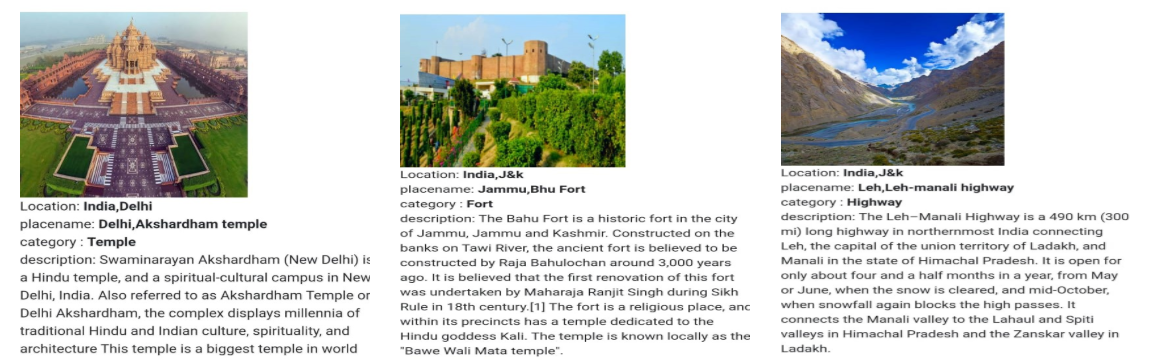 Location: India,Delhi
placename: Delhi,Akshardham temple
category : Temple
description: Swaminarayan Akshardham (New Delhi) is
a Hindu temple, and a spiritual-cultural campus in New
Delhi, India. Also referred to as Akshardham Temple or
Delhi Akshardham, the complex displays millennia of
traditional Hindu and Indian culture, spirituality, and
architecture This temple is a biggest temple in world
Location: India,J&k
placename: Jammu,Bhu Fort
category : Fort
description: The Bahu Fort is a historic fort in the city
of Jammu, Jammu and Kashmir. Constructed on the
banks on Tawi River, the ancient fort is believed to be
constructed by Raja Bahulochan around 3,000 years
ago. It is believed that the first renovation of this fort
was undertaken by Maharaja Ranjit Singh during Sikh
Rule in 18th century.[1] The fort is a religious place, and
within its precincts has a temple dedicated to the
Hindu goddess Kali. The temple is known locally as the
"Bawe Wali Mata temple".
Location: India,J&k
placename: Leh,Leh-manali highway
category : Highway
description: The Leh–Manali Highway is a 490 km (300
mi) long highway in northernmost India connecting
Leh, the capital of the union territory of Ladakh, and
Manali in the state of Himachal Pradesh. It is open for
only about four and a half months in a year, from May
or June, when the snow is cleared, and mid-October,
when snowfall again blocks the high passes. It
connects the Manali valley to the Lahaul and Spiti
valleys in Himachal Pradesh and the Zanskar valley in
Ladakh.